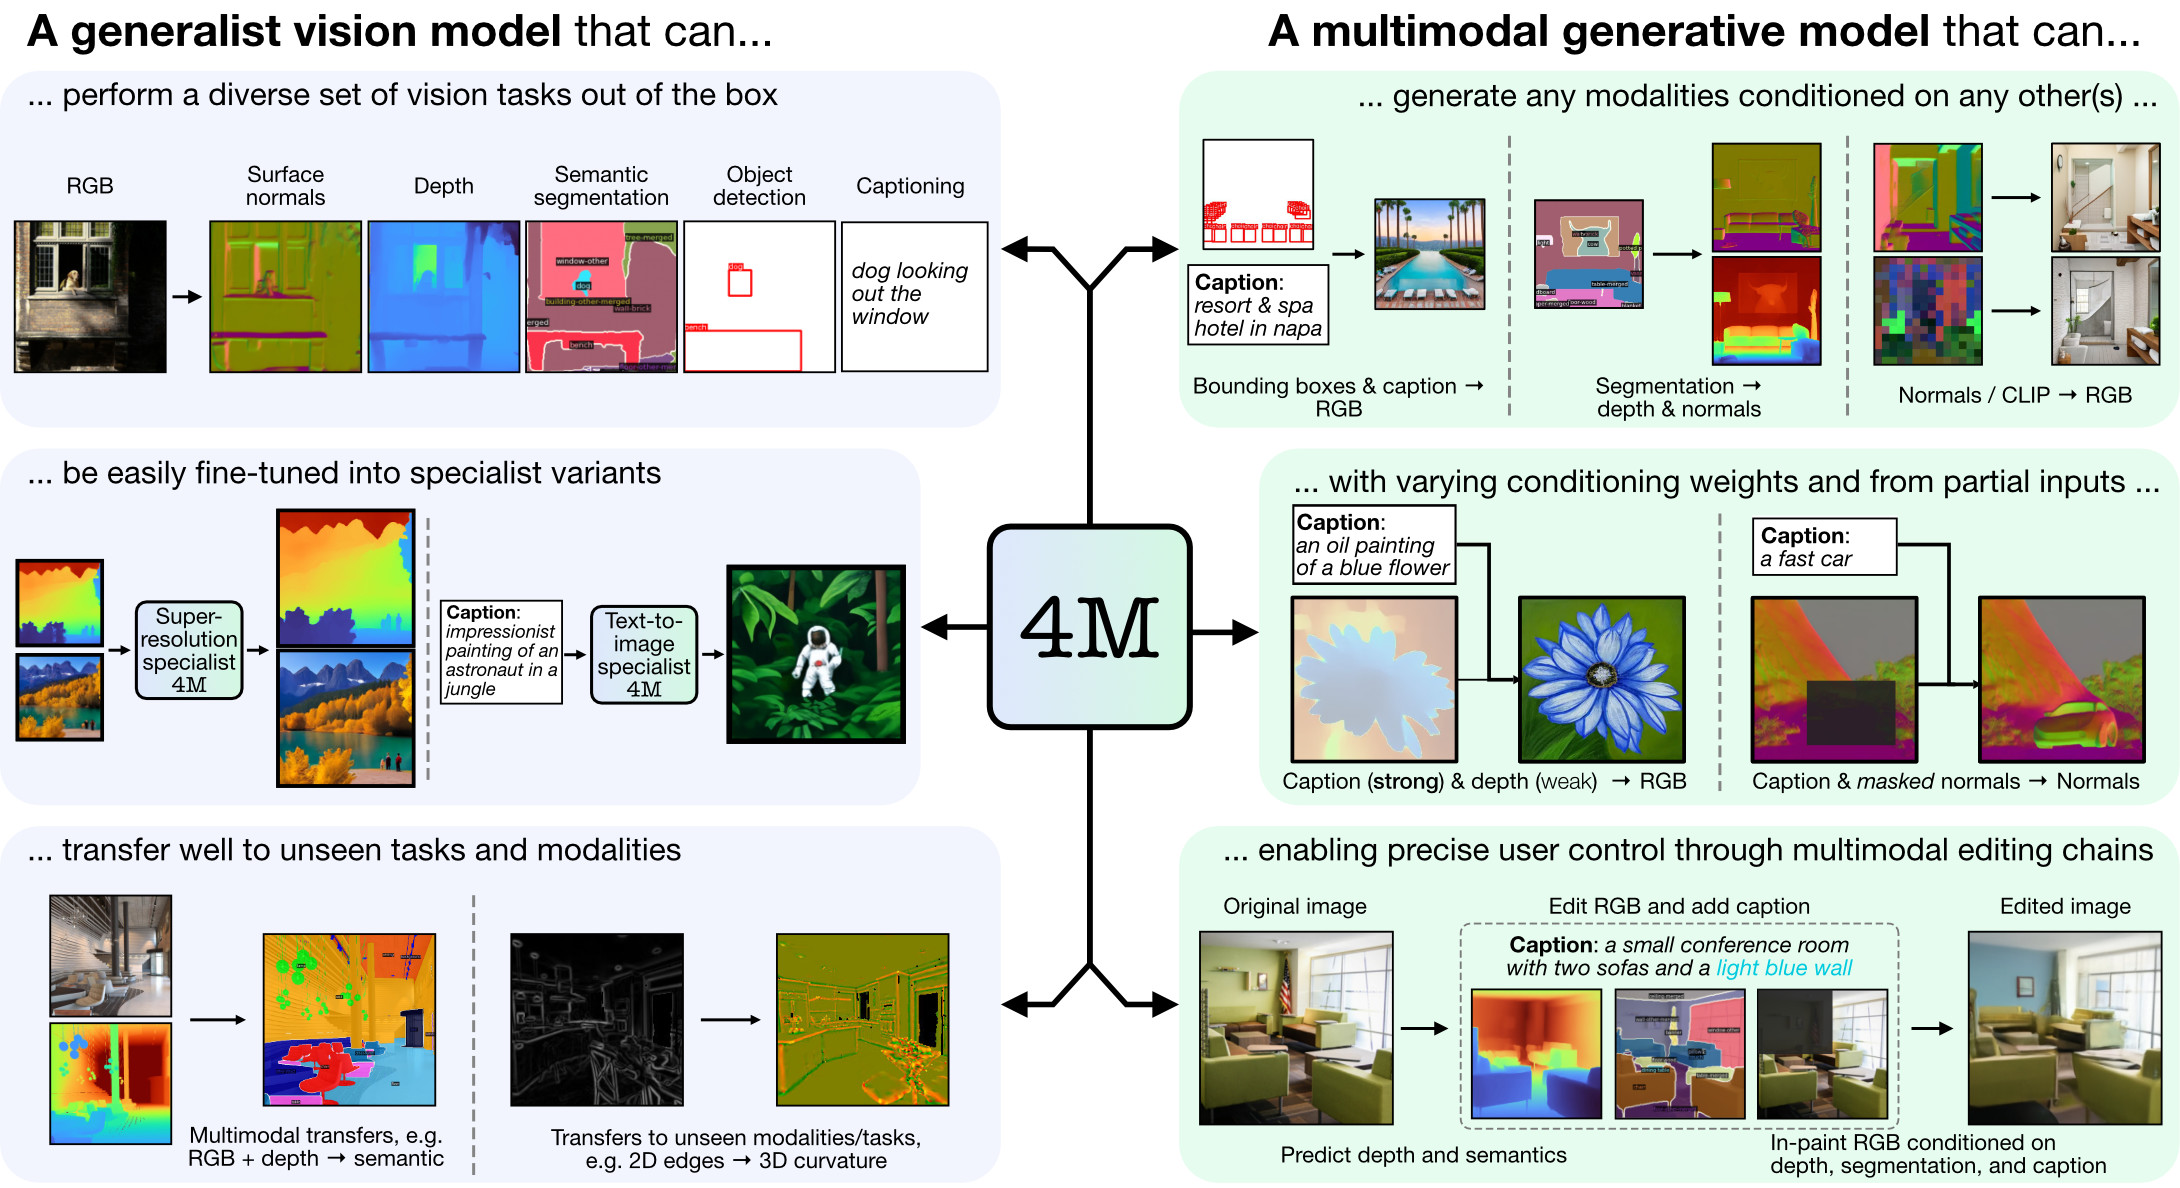 A generalist vision model that can...
... perform a diverse set of vision tasks out of the box
RGB
Surface
normals
Depth
Semantic
segmentation
Object
detection
Captioning
tree-merged
window-other
dog
building-other-merged
wall-brick
erged
bench
floor-other-mer
dog
bench
dog looking
out the
window
... be easily fine-tuned into specialist variants
Super-
resolution
specialist
4M
Caption:
impressionist
painting of an
astronaut in a
jungle
Text-to-
image
specialist
4M
... transfer well to unseen tasks and modalities
Multimodal transfers, e.g.
RGB + depth → semantic
Transfers to unseen modalities/tasks,
e.g. 2D edges → 3D curvature
4M
A multimodal generative model that can...
... generate any modalities conditioned on any other(s) ...
Caption:
resort & spa
hotel in napa
Bounding boxes & caption →
RGB
table-merged
Segmentation →
depth & normals
Normals / CLIP → RGB
... with varying conditioning weights and from partial inputs ...
Caption:
an oil painting
of a blue flower
Caption (strong) & depth (weak) → RGB
Caption:
a fast car
Caption & masked normals → Normals
... enabling precise user control through multimodal editing chains
Original image
Edit RGB and add caption
Edited image
Caption: a small conference room
with two sofas and a light blue wall
Predict depth and semantics
In-paint RGB conditioned on
depth, segmentation, and caption